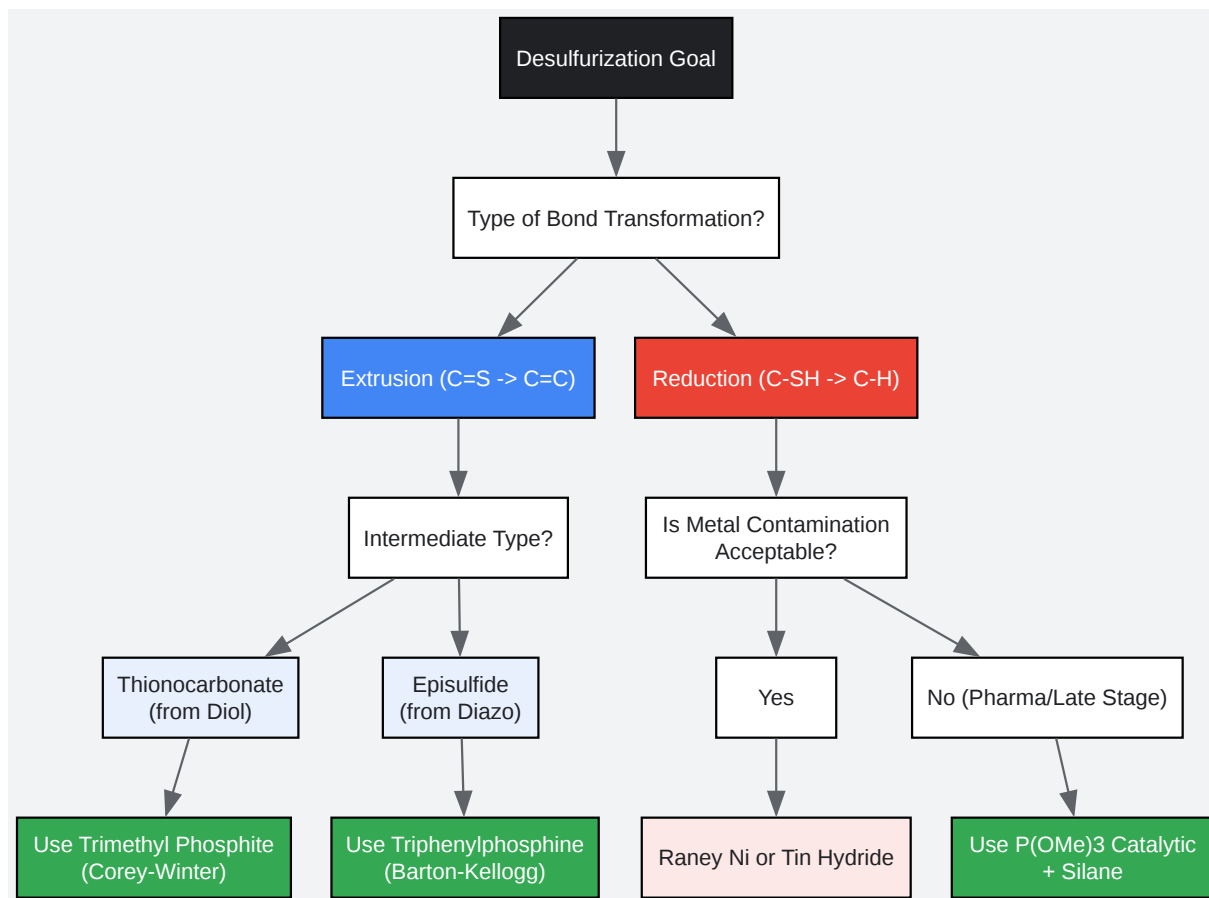 Desulfurization Goal
Type of Bond Transformation?
Extrusion (C=S -> C=C)
Reduction (C-SH -> C-H)
Intermediate Type?
Is Metal Contamination
Acceptable?
Thionocarbonate
(from Diol)
Episulfide
(from Diazo)
Yes
No (Pharma/Late Stage)
Use Trimethyl Phosphite
(Corey-Winter)
Use Triphenylphosphine
(Barton-Kellogg)
Raney Ni or Tin Hydride
Use P(OMe)3 Catalytic
+ Silane